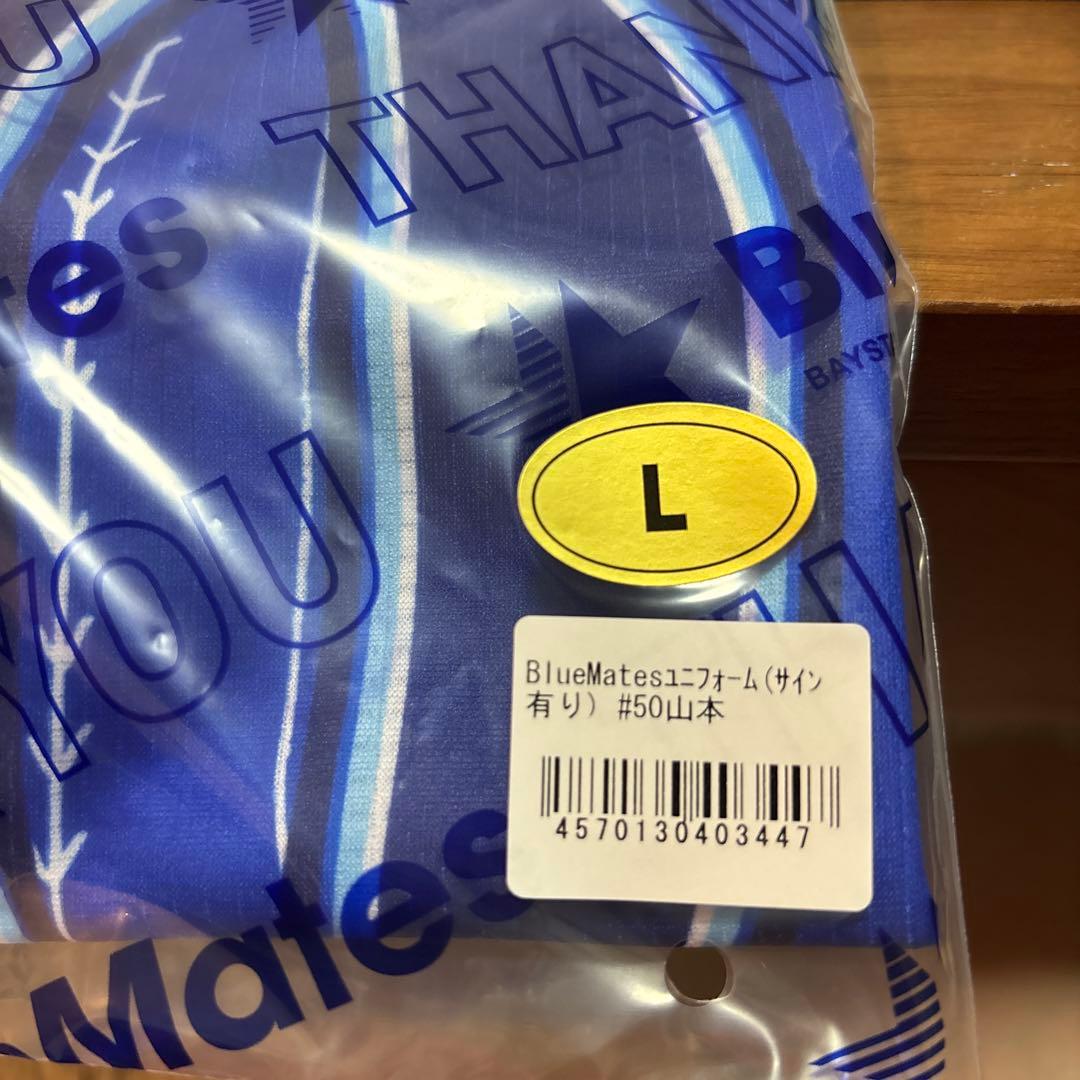 U
THAN
tes
Bl
BAYST
L
YOU
BlueMatesﾕﾆﾌｫｰﾑ(ｻｲﾝ
有り) #50山本
4570130403447
Mates